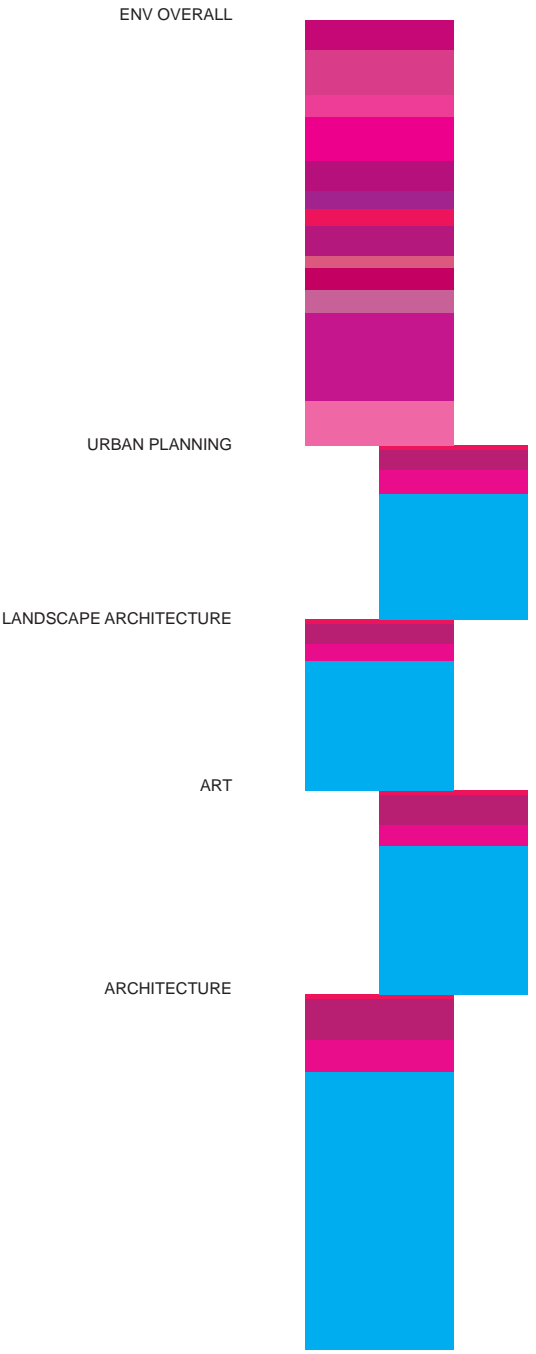 ENV OVERALL
URBAN PLANNING
LANDSCAPE ARCHITECTURE
ART
ARCHITECTURE